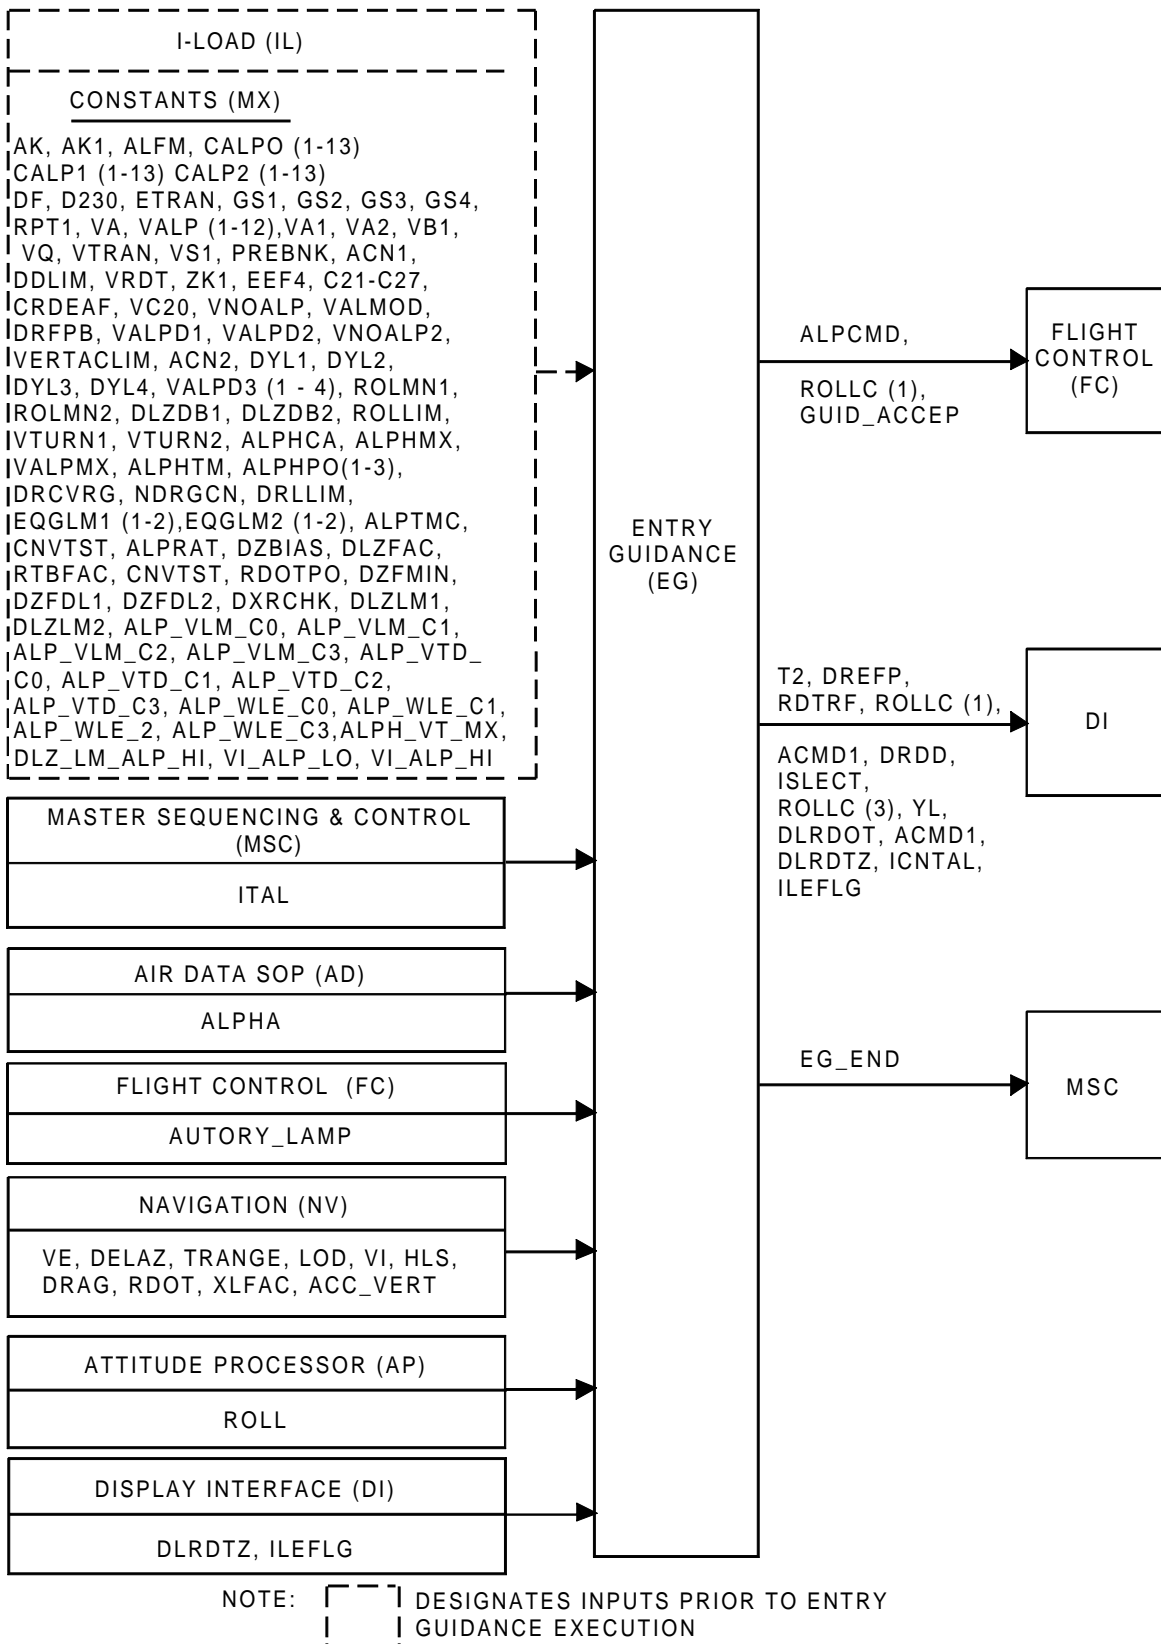 I-LOAD (IL)
CONSTANTS (MX)
AK, AK1, ALFM, CALPO (1-13)
CALP1 (1-13) CALP2 (1-13)
DF, D230, ETRAN, GS1, GS2, GS3, GS4,
RPT1, VA, VALP (1-12),VA1, VA2, VB1,
VQ, VTRAN, VS1, PREBNK, ACN1,
DDLIM, VRDT, ZK1, EEF4, C21-C27,
CRDEAF, VC20, VNOALP, VALMOD,
DRFPB, VALPD1, VALPD2, VNOALP2,
VERTACLIM, ACN2, DYL1, DYL2,
DYL3, DYL4, VALPD3 (1 - 4), ROLMN1,
ROLMN2, DLZDB1, DLZDB2, ROLLIM,
VTURN1, VTURN2, ALPHCA, ALPHMX,
VALPMX, ALPHTM, ALPHPO(1-3),
DRCVRG, NDRGCN, DRLLIM,
EQGLM1 (1-2),EQGLM2 (1-2), ALPTMC,
CNVTST, ALPRAT, DZBIAS, DLZFAC,
RTBFAC, CNVTST, RDOTPO, DZFMIN,
DZFDL1, DZFDL2, DXRCHK, DLZLM1,
DLZLM2, ALP_VLM_C0, ALP_VLM_C1,
ALP_VLM_C2, ALP_VLM_C3, ALP_VTD_
C0, ALP_VTD_C1, ALP_VTD_C2,
ALP_VTD_C3, ALP_WLE_C0, ALP_WLE_C1,
ALP_WLE_2, ALP_WLE_C3,ALPH_VT_MX,
DLZ_LM_ALP_HI, VI_ALP_LO, VI_ALP_HI
MASTER SEQUENCING & CONTROL
(MSC)
ITAL
AIR DATA SOP (AD)
ALPHA
FLIGHT CONTROL (FC)
AUTORY_LAMP
NAVIGATION (NV)
VE, DELAZ, TRANGE, LOD, VI, HLS,
DRAG, RDOT, XLFAC, ACC_VERT
ATTITUDE PROCESSOR (AP)
ROLL
DISPLAY INTERFACE (DI)
DLRDTZ, ILEFLG
ENTRY
GUIDANCE
(EG)
ALPCMD,
ROLLC (1),
GUID_ACCEP
FLIGHT
CONTROL
(FC)
T2, DREFP,
RDTRF, ROLLC (1),
ACMD1, DRDD,
ISLECT,
ROLLC (3), YL,
DLRDOT, ACMD1,
DLRDTZ, ICNTAL,
ILEFLG
DI
EG_END
MSC
NOTE:
DESIGNATES INPUTS PRIOR TO ENTRY
GUIDANCE EXECUTION